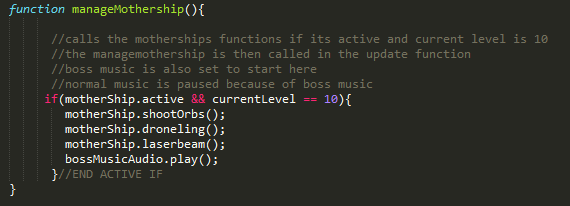 function manageMothership(){
//calls the motherships functions if its active and current level is 10
//the managemothership is then called in the update function
//boss music is also set to start here
//normal music is paused because of boss music
if(motherShip.active && currentLevel == 10){
motherShip.shootOrbs();
motherShip.droneling();
motherShip.laserbeam();
bossMusicAudio.play();
}//END ACTIVE IF
}